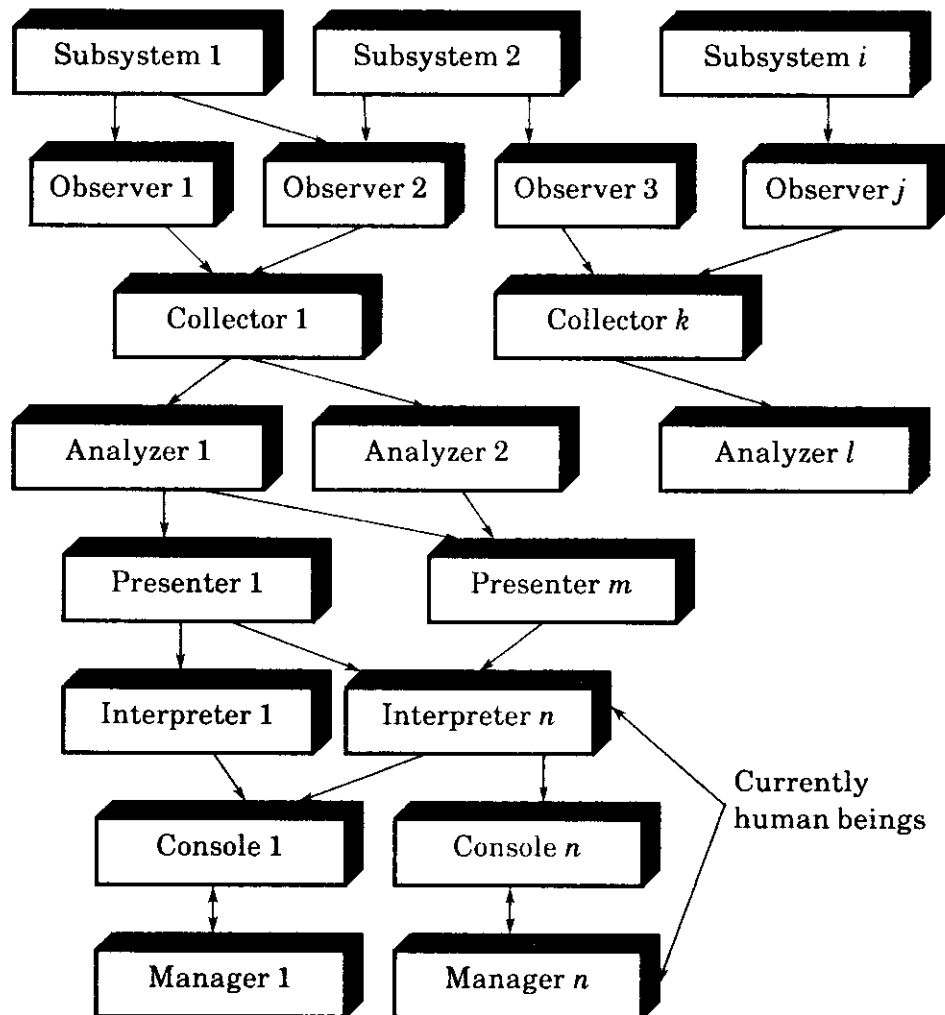 Subsystem 1
Subsystem 2
Subsystem i
Observer 1
Observer 2
Observer 3
Observer j
Collector 1
Collector k
Analyzer 1
Analyzer 2
Analyzer l
Presenter 1
Presenter m
Interpreter 1
Interpreter n
Currently
human beings
Console 1
Console n
Manager 1
Manager n